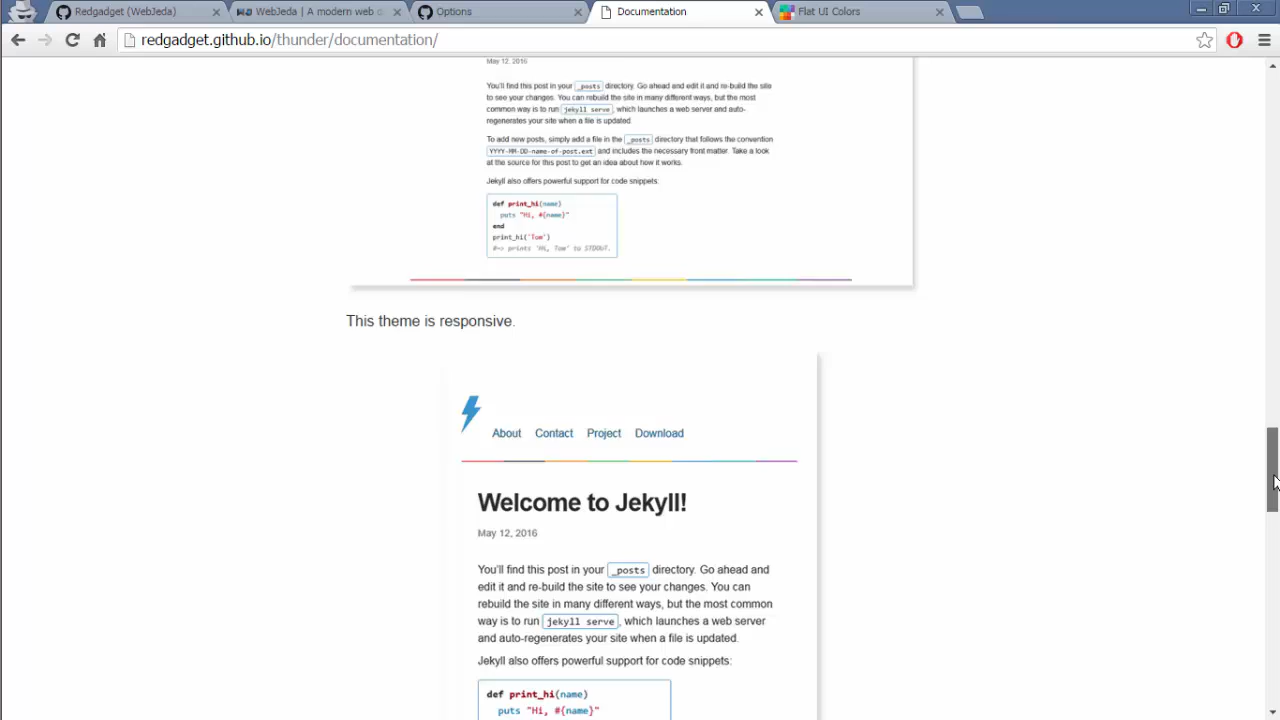 Redgadget (WebJeda)
WebJeda | A modern web d
Options
Documentation
Flat UI Colors
redgadget.github.io/thunder/documentation/
May 12, 2016
You'll find this post in your _posts directory. Go ahead and edit it and re-build the site
to see your changes. You can rebuild the site in many different ways, but the most
common way is to run jekyll serve, which launches a web server and auto-
regenerates your site when a file is updated.
To add new posts, simply add a file in the _posts directory that follows the convention
YYYY-MM-DD-name-of-post.ext and includes the necessary front matter. Take a look
at the source for this post to get an idea about how it works.
Jekyll also offers powerful support for code snippets:
def print_hi(name)
puts "Hi, #{name}"
end
print_hi('Tom')
#=> prints 'Hi, Tom' to STDOUT.
This theme is responsive.
About Contact Project Download
Welcome to Jekyll!
May 12, 2016
You'll find this post in your _posts directory. Go ahead and
edit it and re-build the site to see your changes. You can
rebuild the site in many different ways, but the most common
way is to run jekyll serve, which launches a web server
and auto-regenerates your site when a file is updated.
Jekyll also offers powerful support for code snippets:
def print_hi(name)
puts "Hi, #{name}"